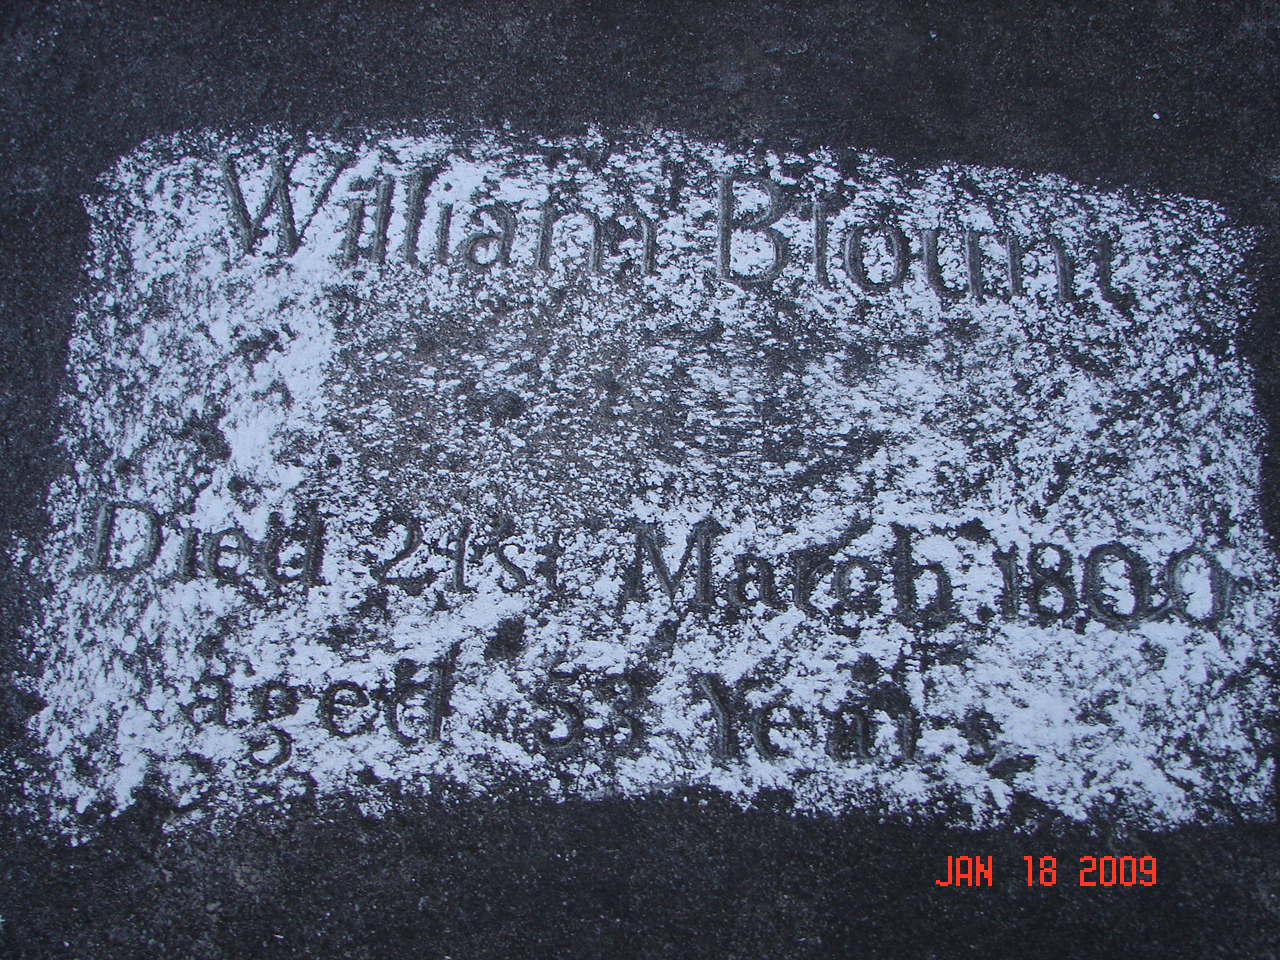 William Blount
Died 21st March 1800
aged 53 Years
JAN 18 2009